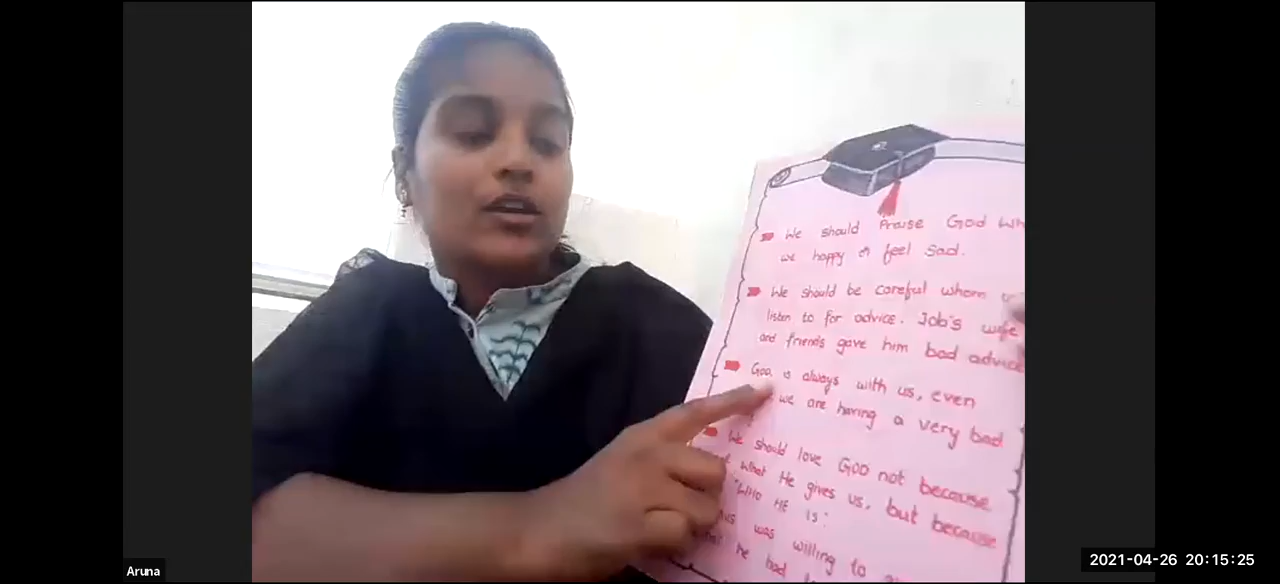 We should Praise God
we happy or feel sad.
We should be careful whom
listen to for advice. Job's wife
and friends gave him bad advice
God is always with us, even
we are having a very bad
We should love GOD not because
what He gives us, but because
"WHO HE IS"
was willing to
he had
Aruna
2021-04-26 20:15:25